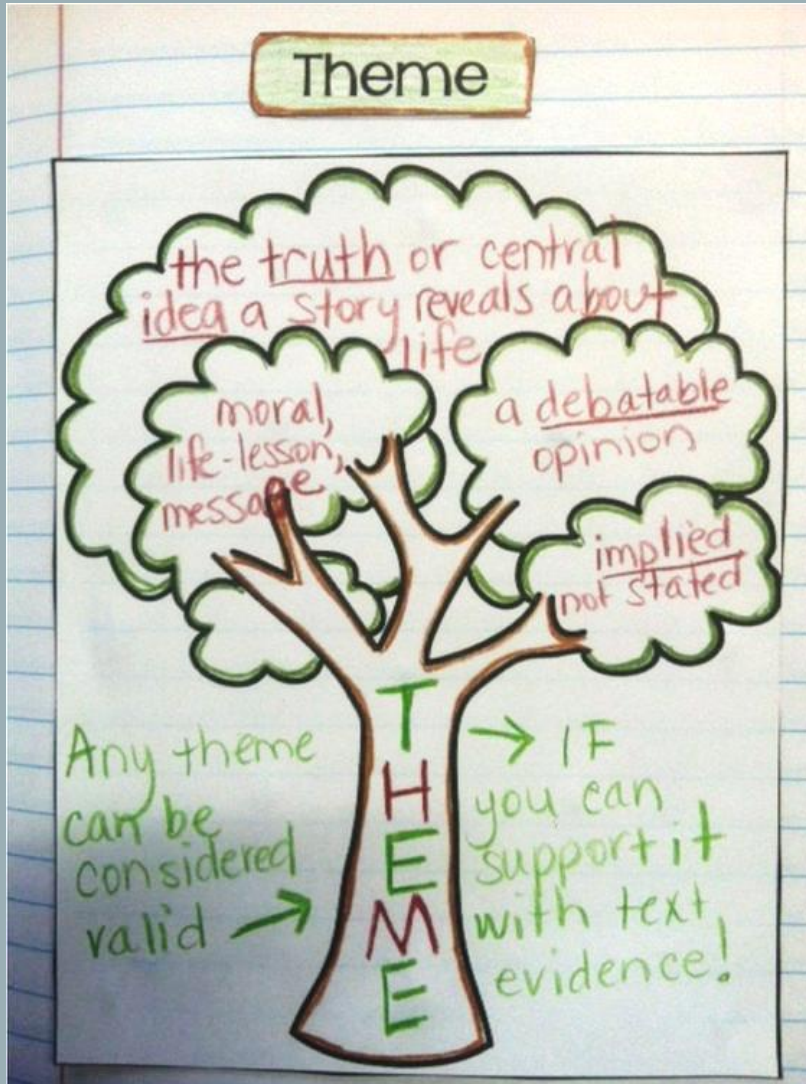 Theme
the truth or central
idea a story reveals about
life
moral,
life-lesson,
message
a debatable
opinion
implied
not stated
THEME
Any theme
can be
considered
valid →
→ IF
you can
support it
with text
evidence!